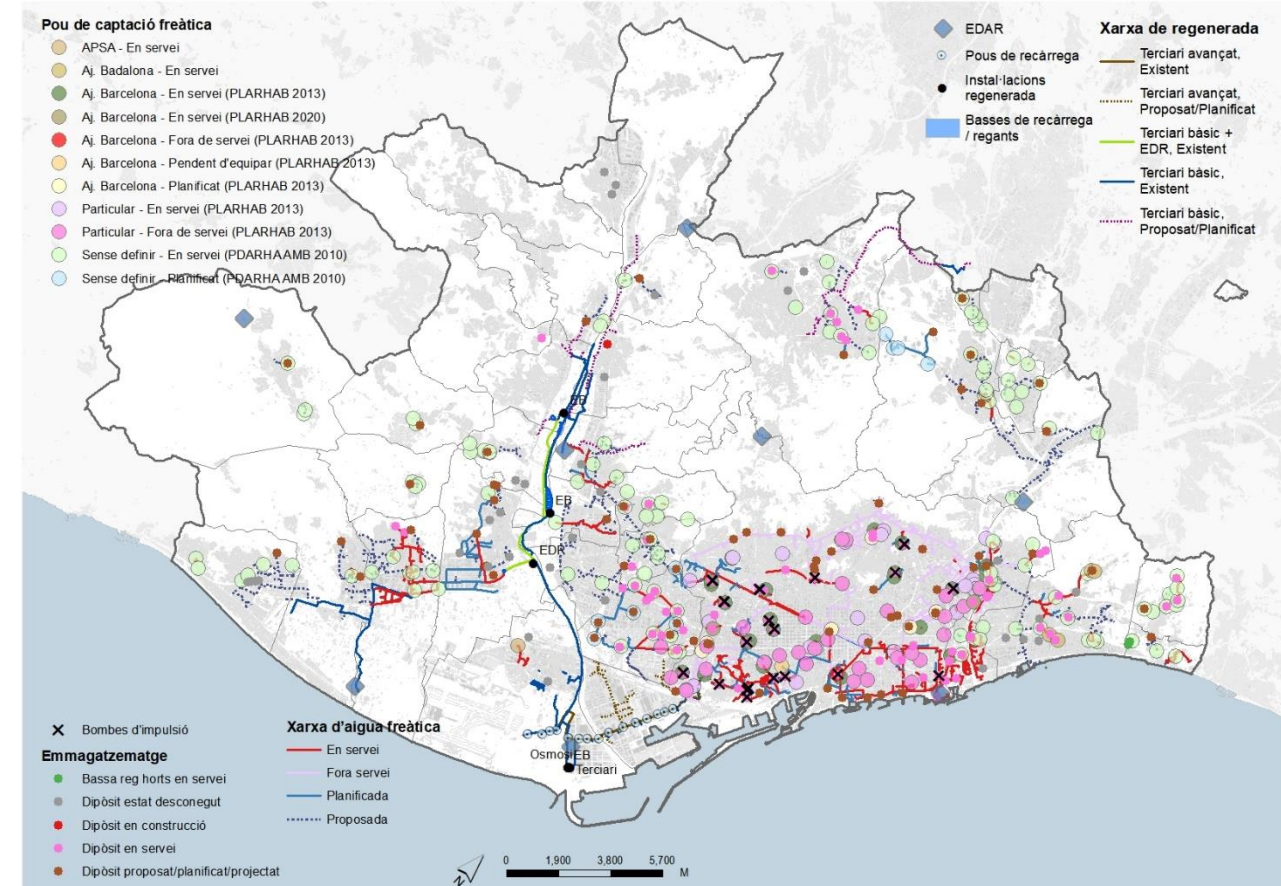 Pou de captació freàtica
APSA - En servei
Aj. Badalona - En servei
Aj. Barcelona - En servei (PLARHAB 2013)
Aj. Barcelona - En servei (PLARHAB 2020)
Aj. Barcelona - Fora de servei (PLARHAB 2013)
Aj. Barcelona - Pendent d'equipar (PLARHAB 2013)
Aj. Barcelona - Planificat (PLARHAB 2013)
Particular - En servei (PLARHAB 2013)
Particular - Fora de servei (PLARHAB 2013)
Sense definir - En servei (PDARHA AMB 2010)
Sense definir - Planificat (PDARHA AMB 2010)
EDAR
Pous de recàrrega
Instal·lacions
regenerada
Basses de recàrrega
/ regants
Xarxa de regenerada
Terciari avançat,
Existent
Terciari avançat,
Proposat/Planificat
Terciari bàsic +
EDR, Existent
Terciari bàsic,
Existent
Terciari bàsic,
Proposat/Planificat
EB
EB
EDR
Osmosi
EB
Terciari
Bombes d'impulsió
Emmagatzematge
Bassa reg horts en servei
Dipòsit estat desconegut
Dipòsit en construcció
Dipòsit en servei
Dipòsit proposat/planificat/projectat
Xarxa d'aigua freàtica
En servei
Fora servei
Planificada
Proposada
N
0 1,900 3,800 5,700
M